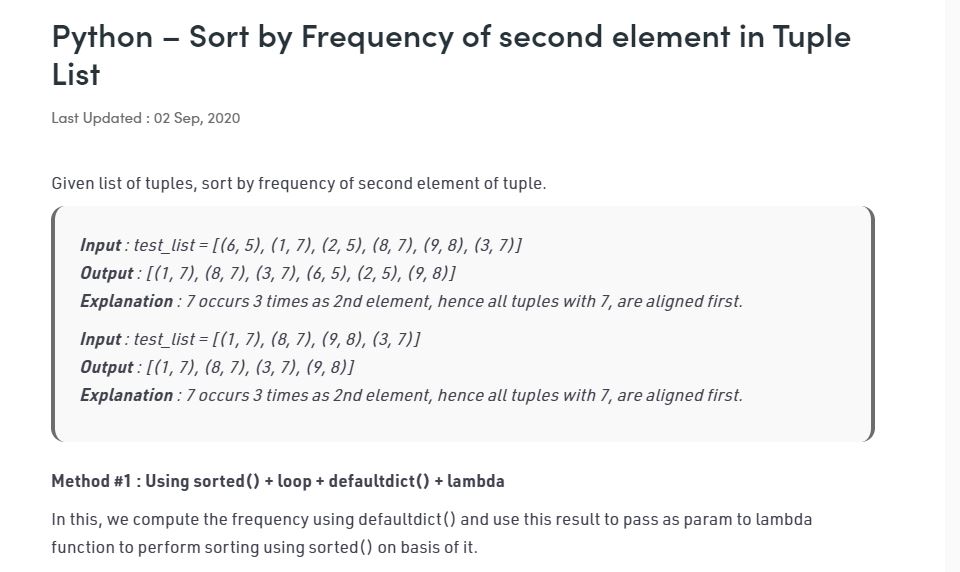 Python – Sort by Frequency of second element in Tuple
List
Last Updated : 02 Sep, 2020
Given list of tuples, sort by frequency of second element of tuple.
Input : test_list = [(6, 5), (1, 7), (2, 5), (8, 7), (9, 8), (3, 7)]
Output : [(1, 7), (8, 7), (3, 7), (6, 5), (2, 5), (9, 8)]
Explanation : 7 occurs 3 times as 2nd element, hence all tuples with 7, are aligned first.
Input : test_list = [(1, 7), (8, 7), (9, 8), (3, 7)]
Output : [(1, 7), (8, 7), (3, 7), (9, 8)]
Explanation : 7 occurs 3 times as 2nd element, hence all tuples with 7, are aligned first.
Method #1 : Using sorted() + loop + defaultdict() + lambda
In this, we compute the frequency using defaultdict() and use this result to pass as param to lambda
function to perform sorting using sorted() on basis of it.